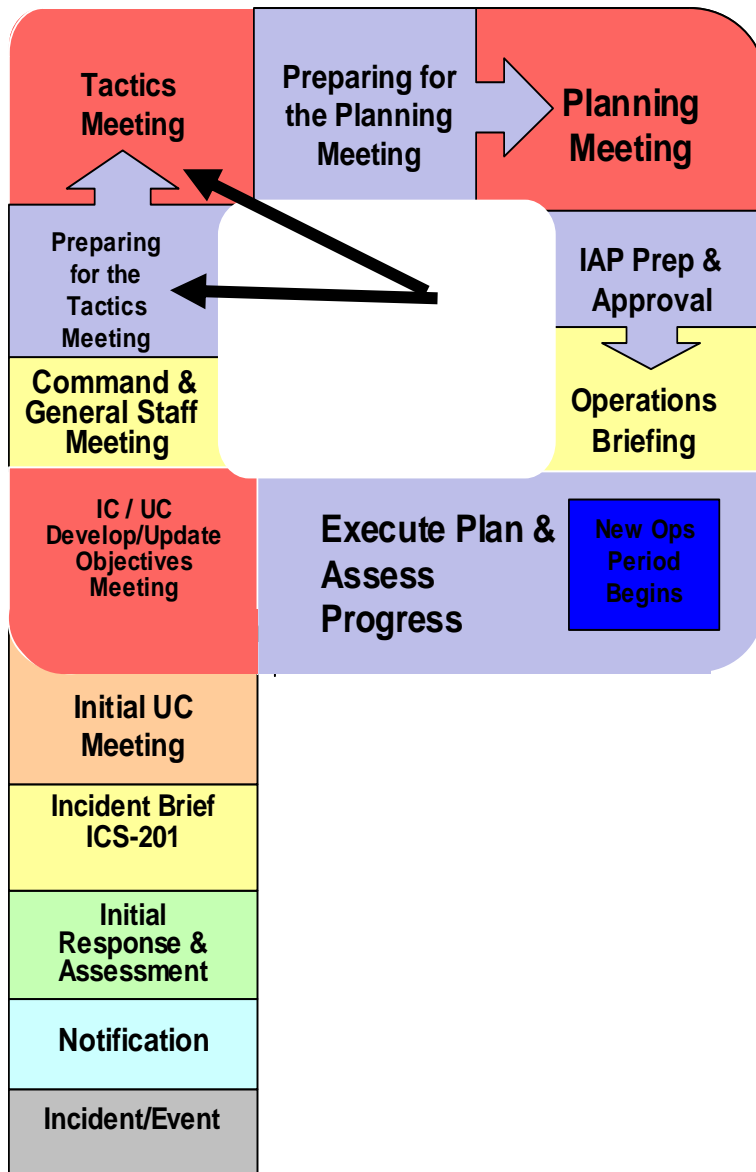 Tactics
Meeting
Preparing for
the Planning
Meeting
Planning
Meeting
Preparing
for the
Tactics
Meeting
IAP Prep &
Approval
Command &
General Staff
Meeting
Operations
Briefing
IC / UC
Develop/Update
Objectives
Meeting
Execute Plan &
Assess
Progress
New Ops
Period
Begins
Initial UC
Meeting
Incident Brief
ICS-201
Initial
Response &
Assessment
Notification
Incident/Event